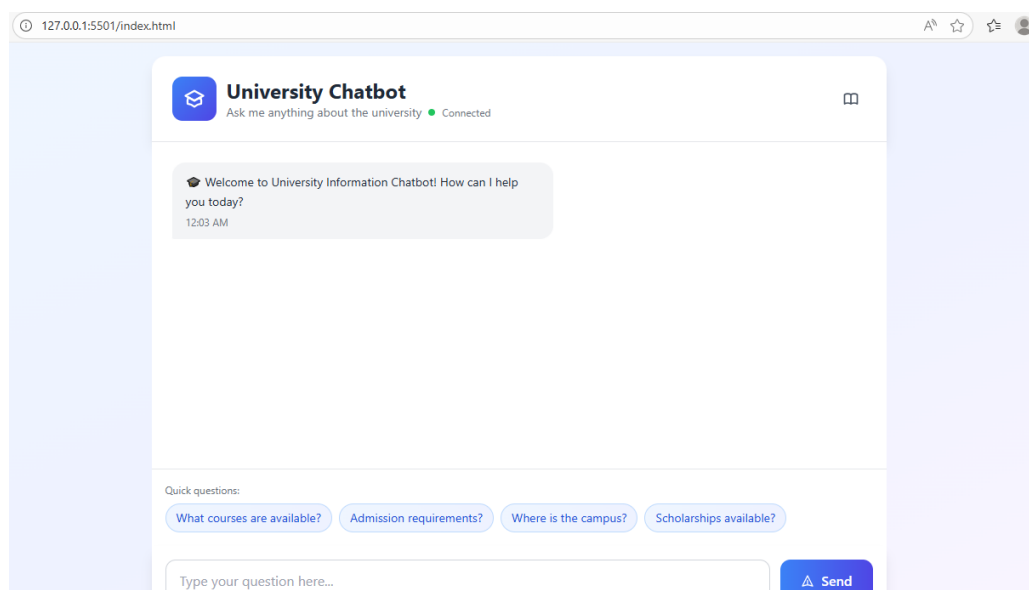 127.0.0.1:5501/index.html
University Chatbot
Ask me anything about the university
Connected
🎓 Welcome to University Information Chatbot! How can I help
you today?
12:03 AM
Quick questions:
What courses are available?
Admission requirements?
Where is the campus?
Scholarships available?
Type your question here...
Send